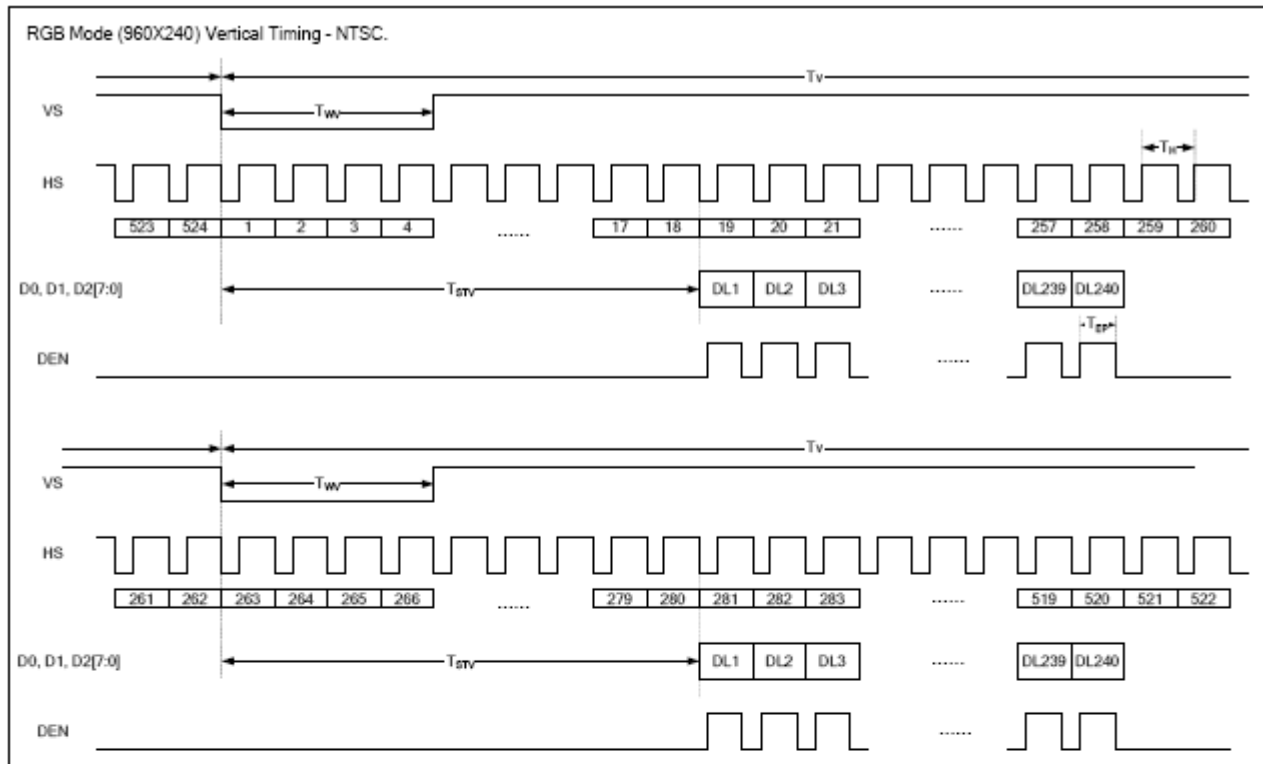 RGB Mode (960X240) Vertical Timing - NTSC.
Tv
VS
TWV
TH
HS
523 524 1 2 3 4 ...... 17 18 19 20 21 ...... 257 258 259 260
D0, D1, D2[7:0] TSTV DL1 DL2 DL3 ...... DL239 DL240
TEP
DEN ...... ......
Tv
VS
TWV
HS
261 262 263 264 265 266 ...... 279 280 281 282 283 ...... 519 520 521 522
D0, D1, D2[7:0] TSTV DL1 DL2 DL3 ...... DL239 DL240
DEN ......